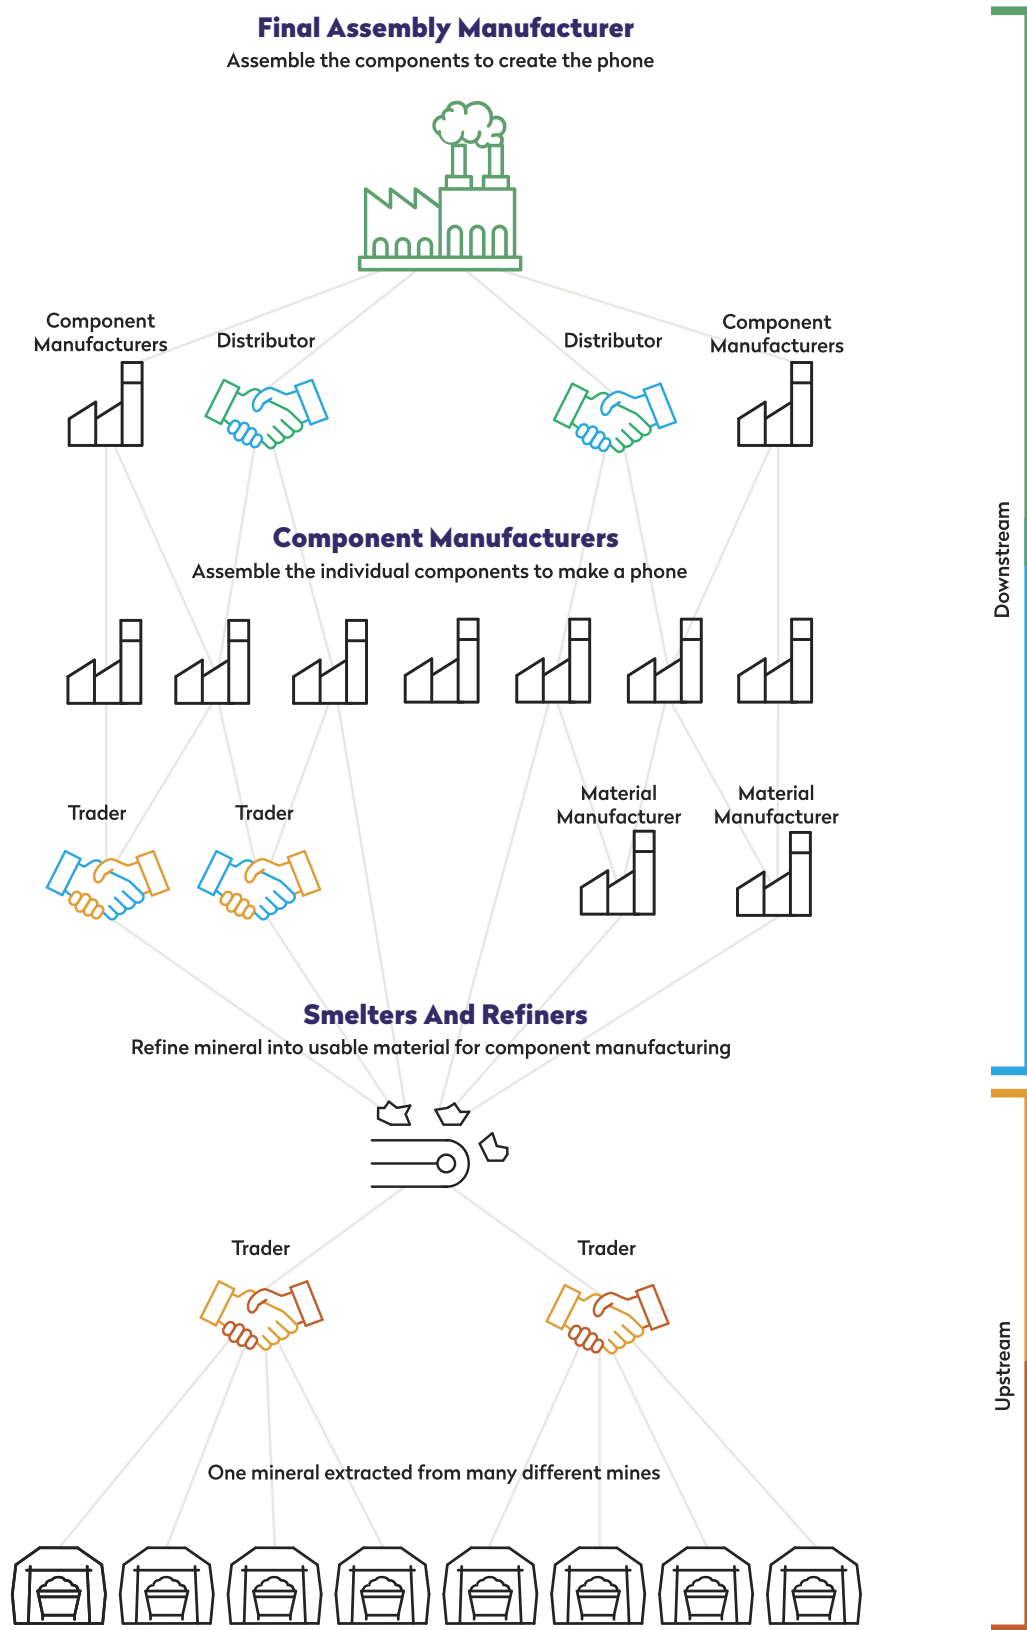 Final Assembly Manufacturer
Assemble the components to create the phone
Component
Manufacturers
Distributor
Distributor
Component
Manufacturers
Component Manufacturers
Assemble the individual components to make a phone
Downstream
Trader
Trader
Material
Manufacturer
Material
Manufacturer
Smelters And Refiners
Refine mineral into usable material for component manufacturing
Trader
Trader
Upstream
One mineral extracted from many different mines